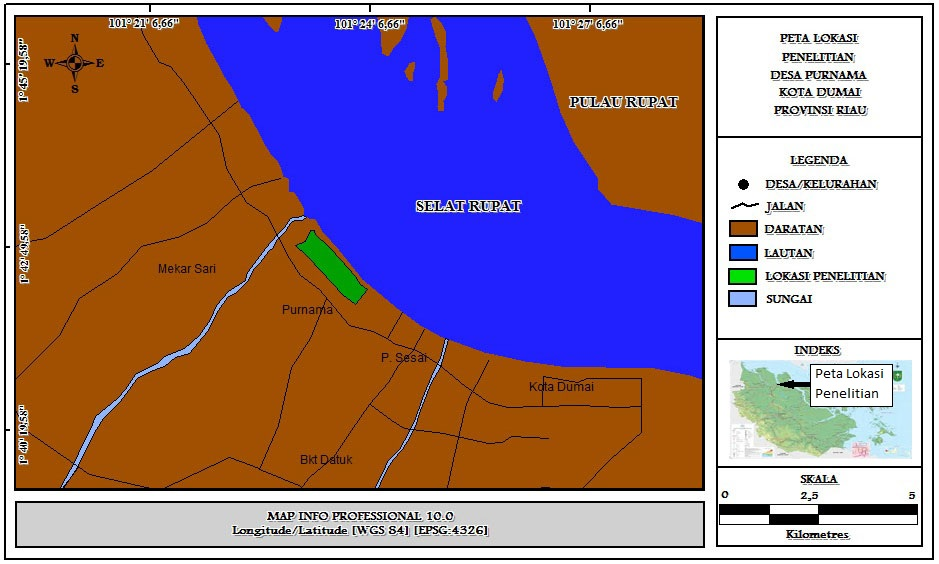 101° 21' 6,66"
101° 24' 6,66"
101° 27' 6,66"
N
W
E
S
1° 45' 19,58"
1° 42' 49,58"
1° 40' 19,58"
PULAU RUPAT
SELAT RUPAT
Mekar Sari
Purnama
P. Sesai
Kota Dumai
Bkt Datuk
MAP INFO PROFESSIONAL 10.0
Longitude/Latitude [WGS 84] [EPSG:4326]
PETA LOKASI
PENELITIAN
DESA PURNAMA
KOTA DUMAI
PROVINSI RIAU
LEGENDA
DESA/KELURAHAN
JALAN
DARATAN
LAUTAN
LOKASI PENELITIAN
SUNGAI
INDEKS
Peta Lokasi
Penelitian
SKALA
0 2,5 5
Kilometres